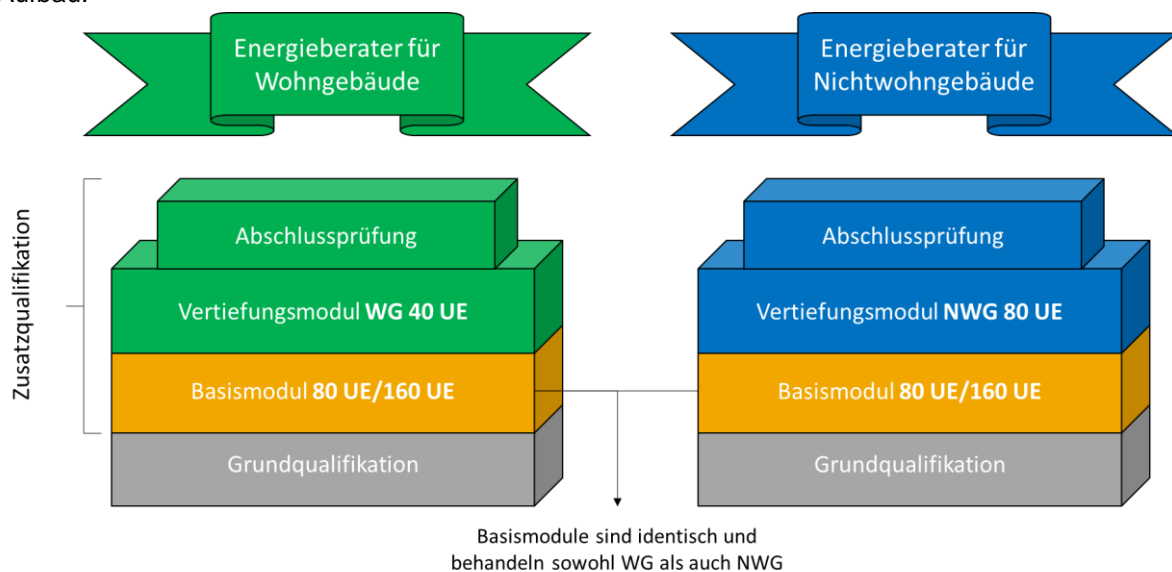 Aufbau:
Energieberater für
Wohngebäude
Energieberater für
Nichtwohngebäude
Zusatzqualifikation
Abschlussprüfung
Vertiefungsmodul WG 40 UE
Basismodul 80 UE/160 UE
Grundqualifikation
Abschlussprüfung
Vertiefungsmodul NWG 80 UE
Basismodul 80 UE/160 UE
Grundqualifikation
Basismodule sind identisch und
behandeln sowohl WG als auch NWG